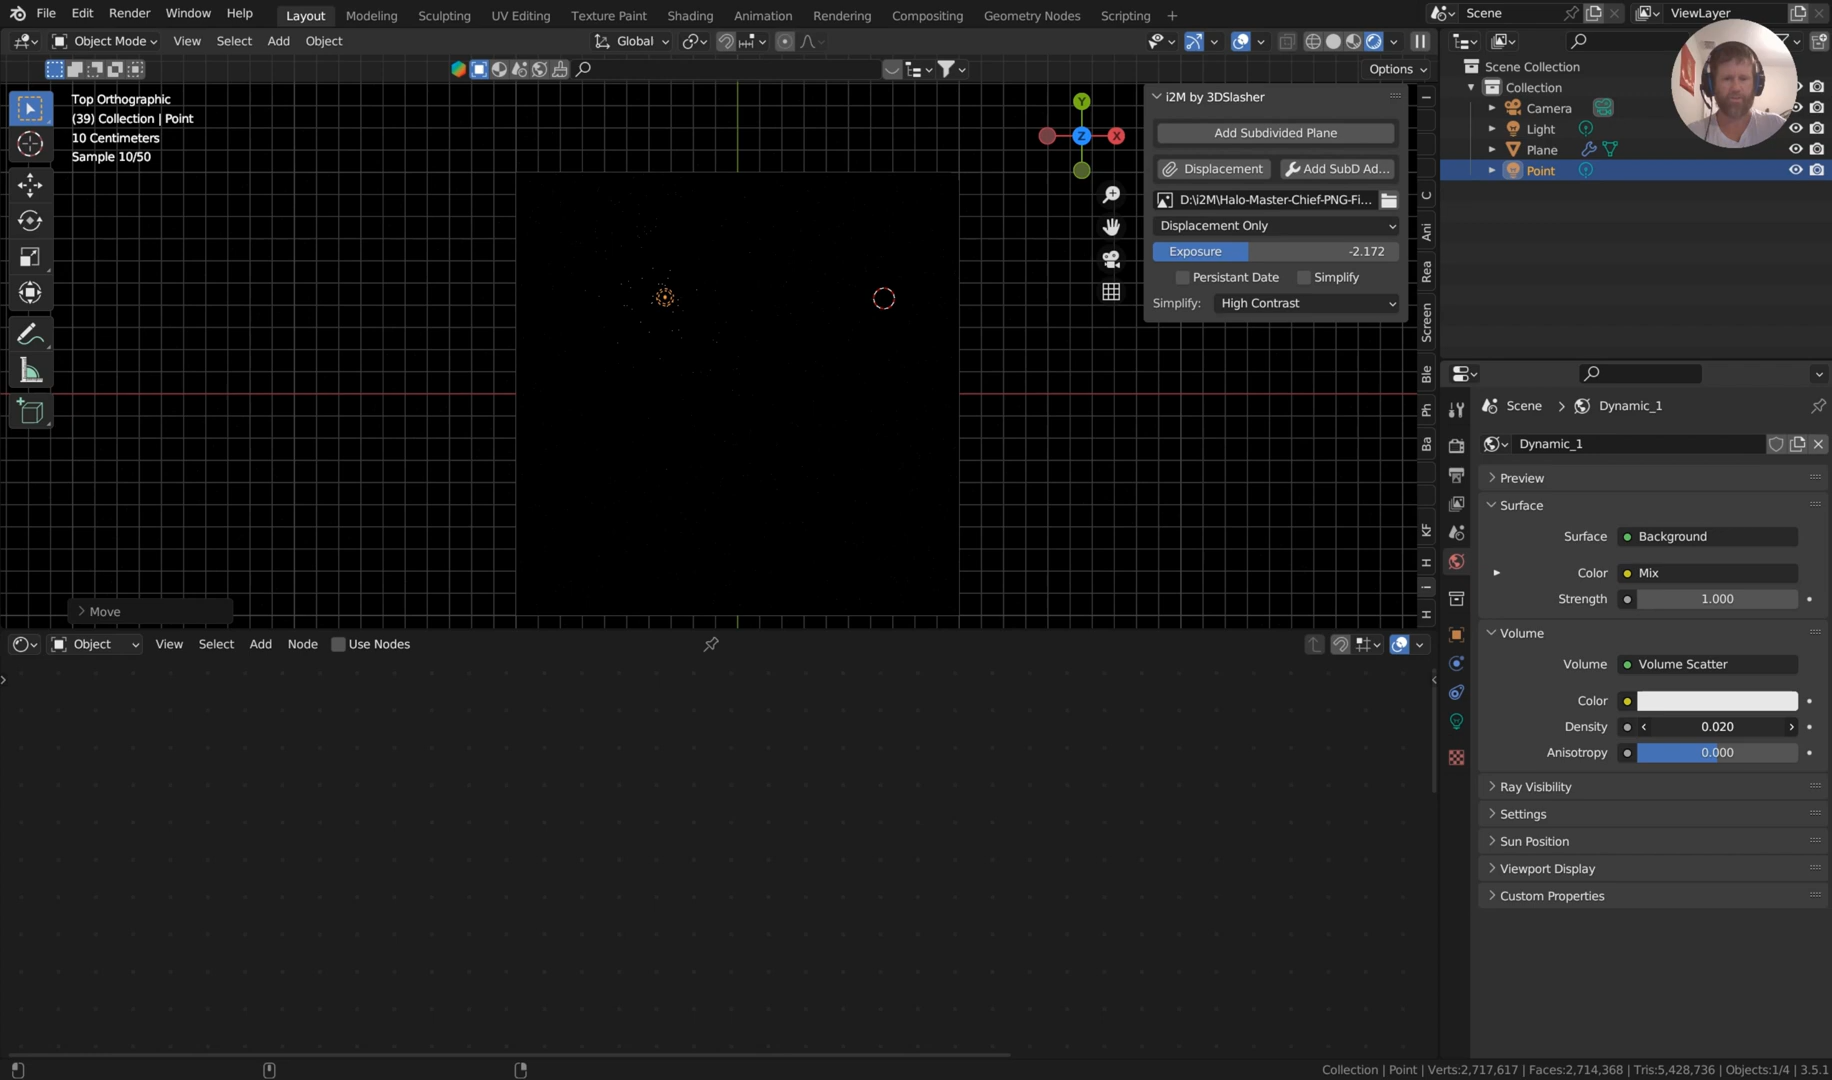 File Edit Render Window Help Layout Modeling Sculpting UV Editing Texture Paint Shading Animation Rendering Compositing Geometry Nodes Scripting Scene ViewLayer
Object Mode View Select Add Object Global
Options
Top Orthographic
(39) Collection | Point
10 Centimeters
Sample 10/50
Y
Z X
i2M by 3DSlasher
Add Subdivided Plane
Displacement Add SubD Ad...
D:\i2M\Halo-Master-Chief-PNG-Fi...
Displacement Only
Exposure -2.172
Persistant Date Simplify
Simplify: High Contrast
C
Ani
Rea
Screen
Ble
Ph
Ba
KF
H
i
H
Move
Scene Collection
Collection
Camera
Light
Plane
Point
Scene > Dynamic_1
Dynamic_1
Preview
Surface
Surface Background
Color Mix
Strength 1.000
Volume
Volume Volume Scatter
Color
Density 0.020
Anisotropy 0.000
Ray Visibility
Settings
Sun Position
Viewport Display
Custom Properties
Object View Select Add Node Use Nodes
Collection | Point | Verts:2,717,617 | Faces:2,714,368 | Tris:5,428,736 | Objects:1/4 | 3.5.1